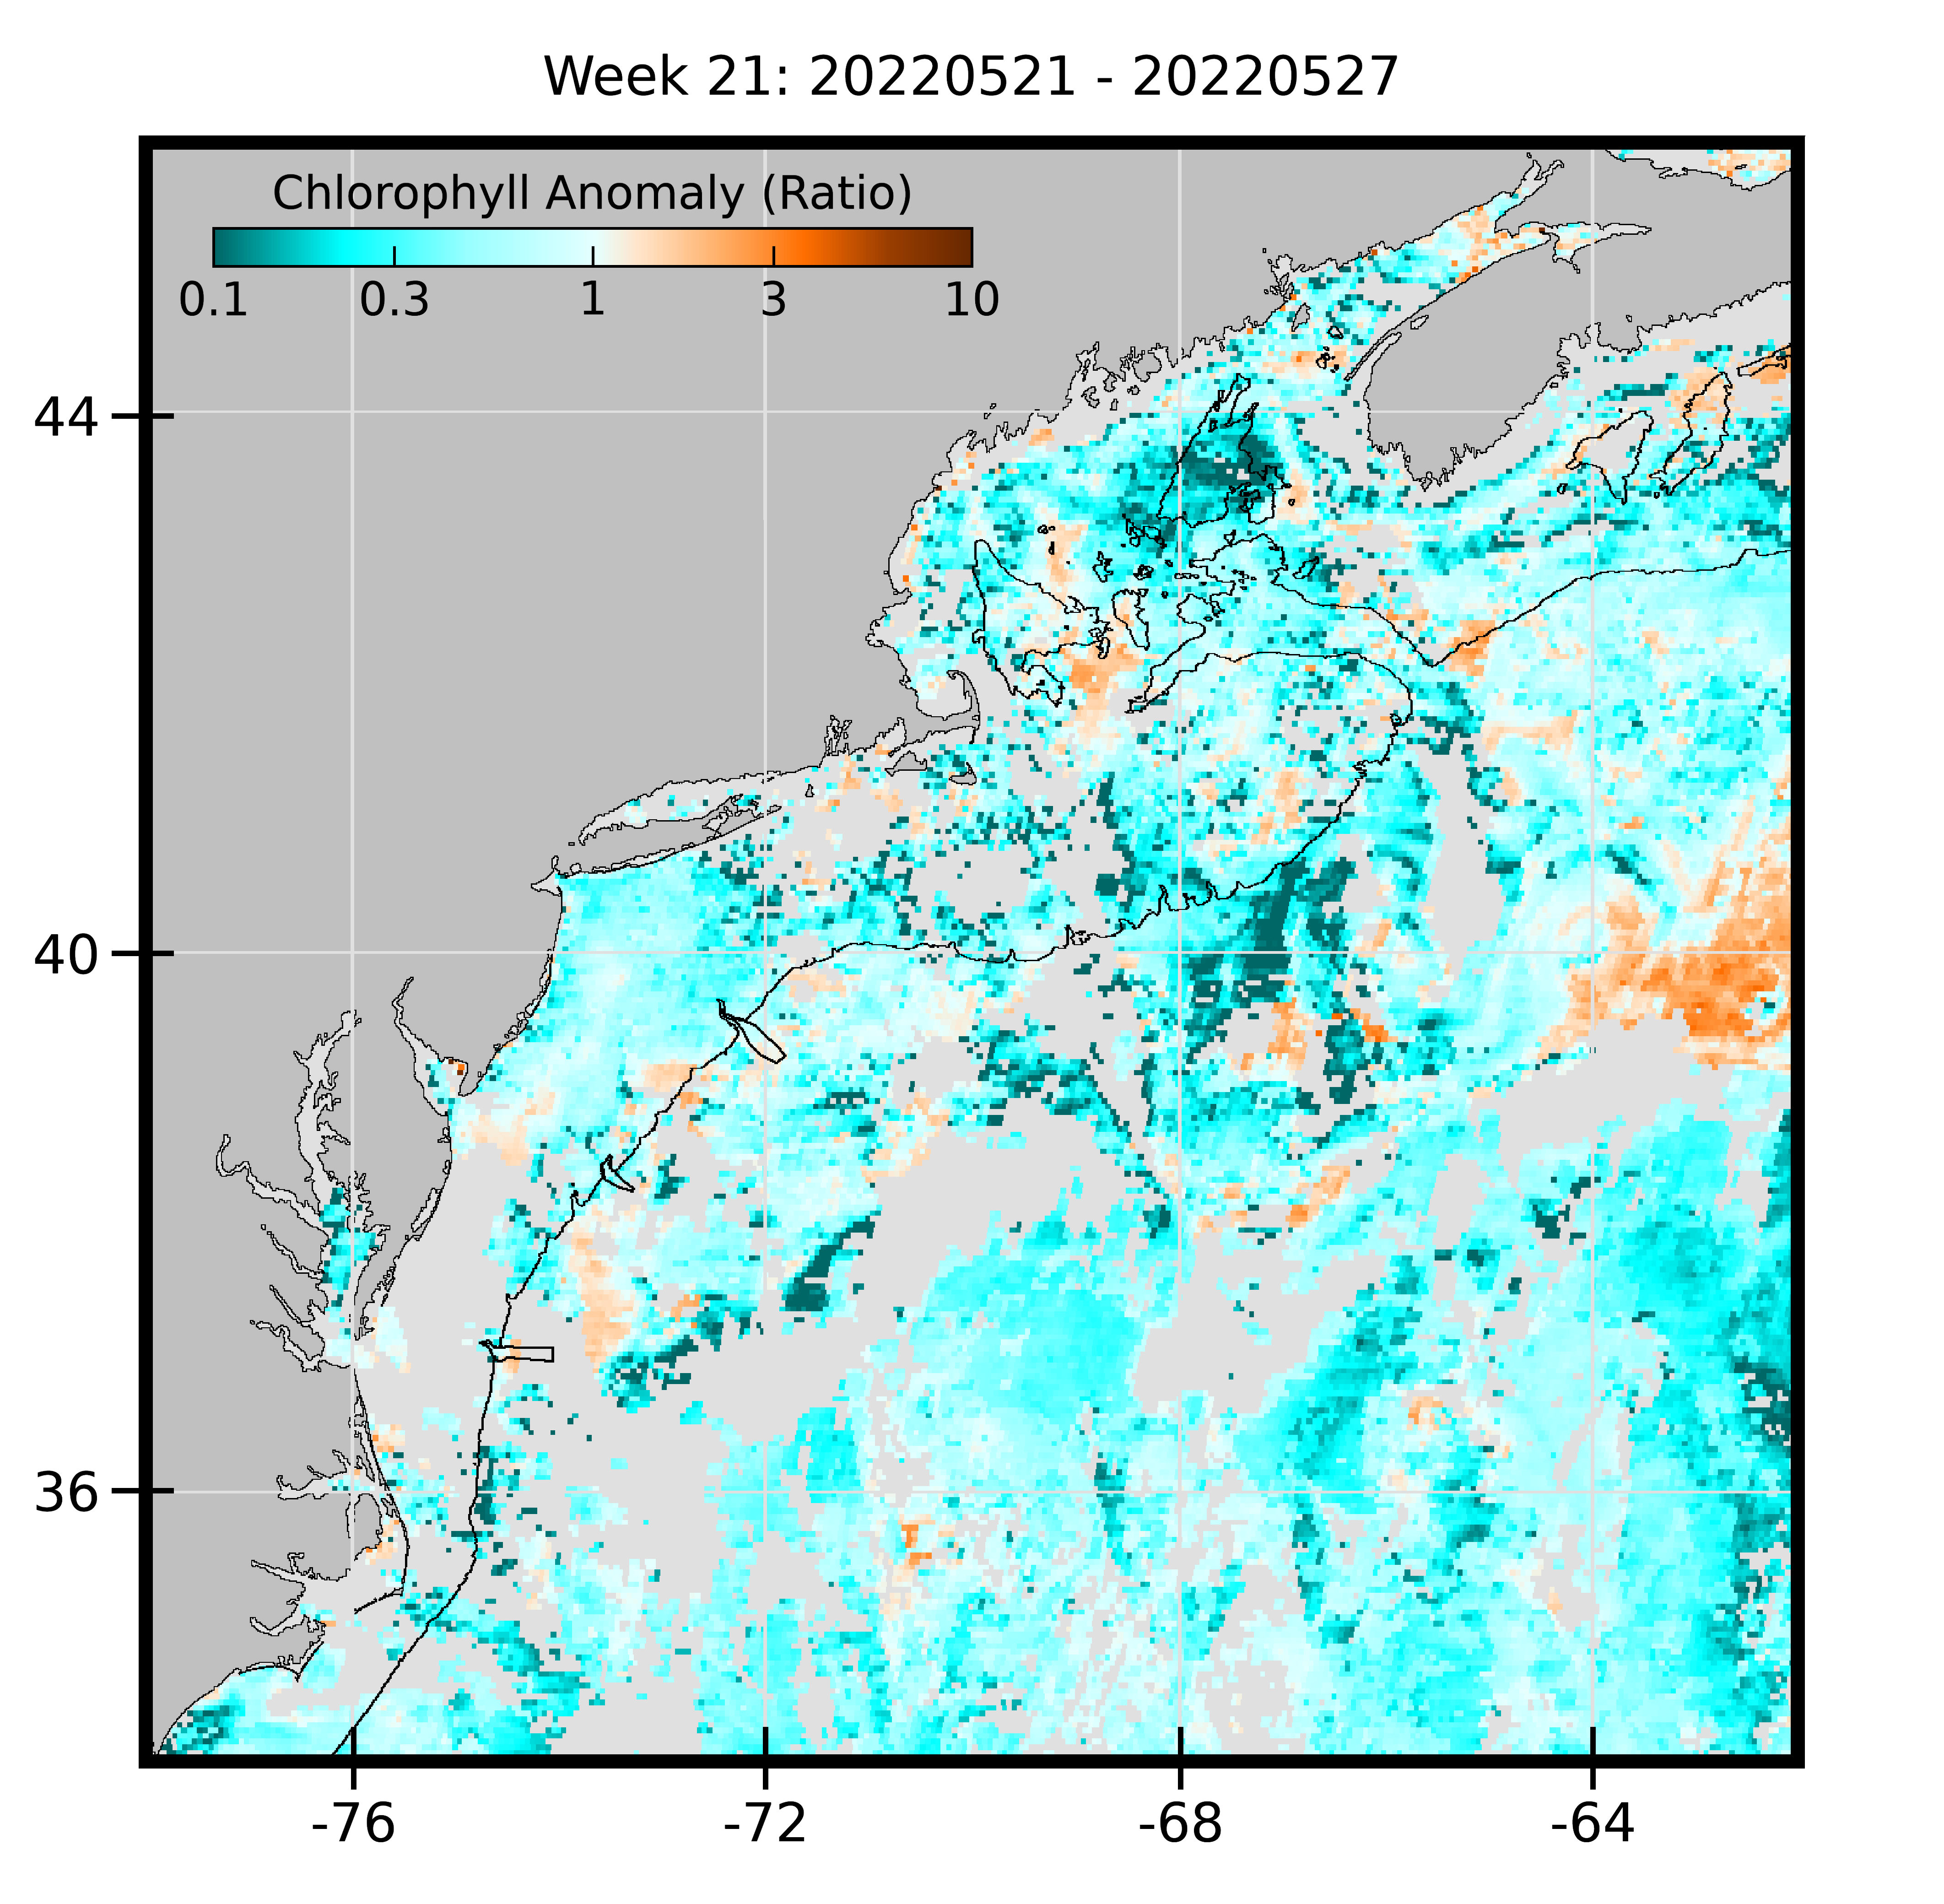 Week 21: 20220521 - 20220527
Chlorophyll Anomaly (Ratio)
0.1 0.3 1 3 10
44
40
36
-76 -72 -68 -64